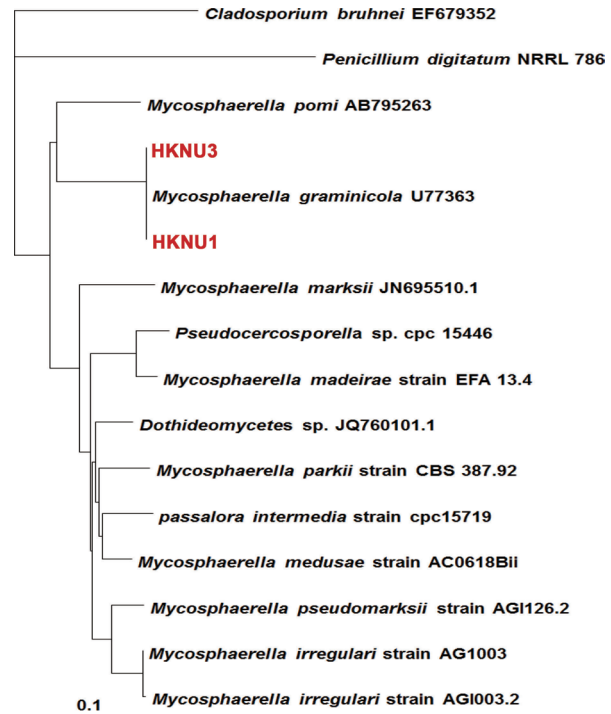 Cladosporium bruhnei EF679352
Penicillium digitatum NRRL 786
Mycosphaerella pomi AB795263
HKNU3
Mycosphaerella graminicola U77363
HKNU1
Mycosphaerella marksii JN695510.1
Pseudocercosporella sp. cpc 15446
Mycosphaerella madeirae strain EFA 13.4
Dothideomycetes sp. JQ760101.1
Mycosphaerella parkii strain CBS 387.92
passalora intermedia strain cpc15719
Mycosphaerella medusae strain AC0618Bii
Mycosphaerella pseudomarksii strain AGI126.2
Mycosphaerella irregulari strain AG1003
Mycosphaerella irregulari strain AGI003.2
0.1